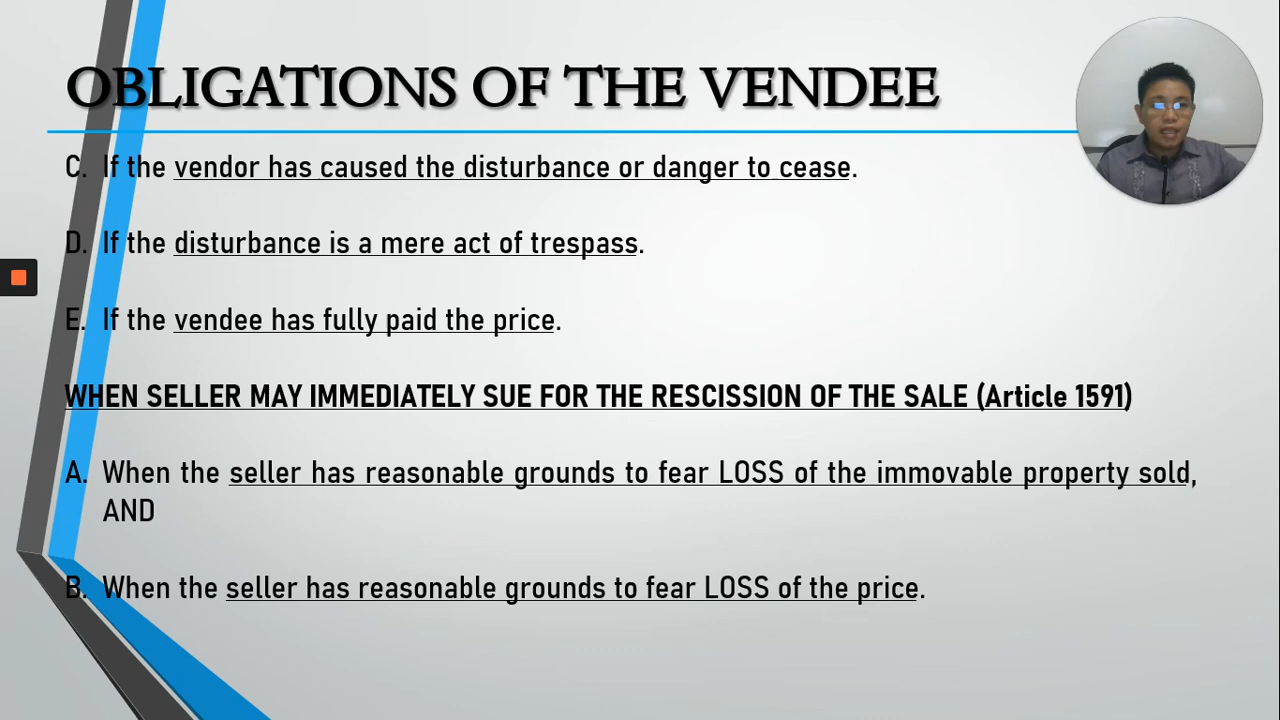 OBLIGATIONS OF THE VENDEE
C. If the vendor has caused the disturbance or danger to cease.
D. If the disturbance is a mere act of trespass.
E. If the vendee has fully paid the price.
WHEN SELLER MAY IMMEDIATELY SUE FOR THE RESCISSION OF THE SALE (Article 1591)
A. When the seller has reasonable grounds to fear LOSS of the immovable property sold,
AND
B. When the seller has reasonable grounds to fear LOSS of the price.